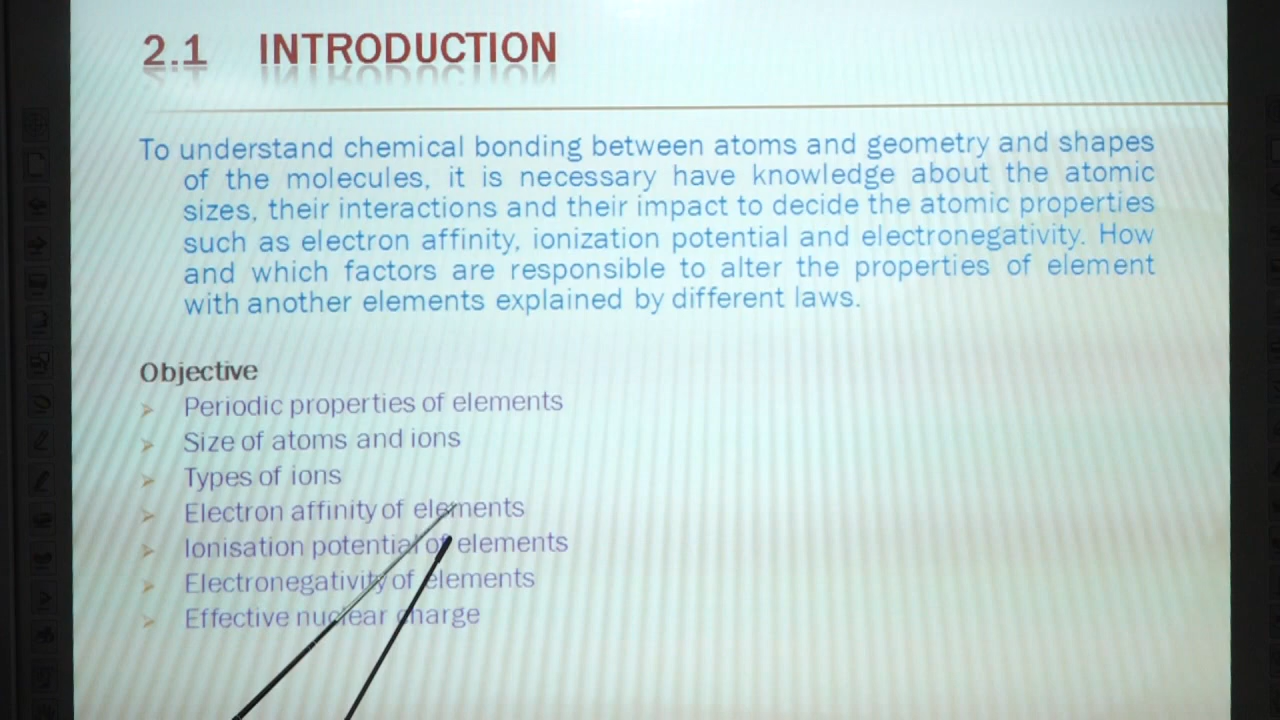 2.1 INTRODUCTION
To understand chemical bonding between atoms and geometry and shapes
of the molecules, it is necessary have knowledge about the atomic
sizes, their interactions and their impact to decide the atomic properties
such as electron affinity, ionization potential and electronegativity. How
and which factors are responsible to alter the properties of element
with another elements explained by different laws.
Objective
Periodic properties of elements
Size of atoms and ions
Types of ions
Electron affinity of elements
Ionisation potential of elements
Electronegativity of elements
Effective nuclear charge